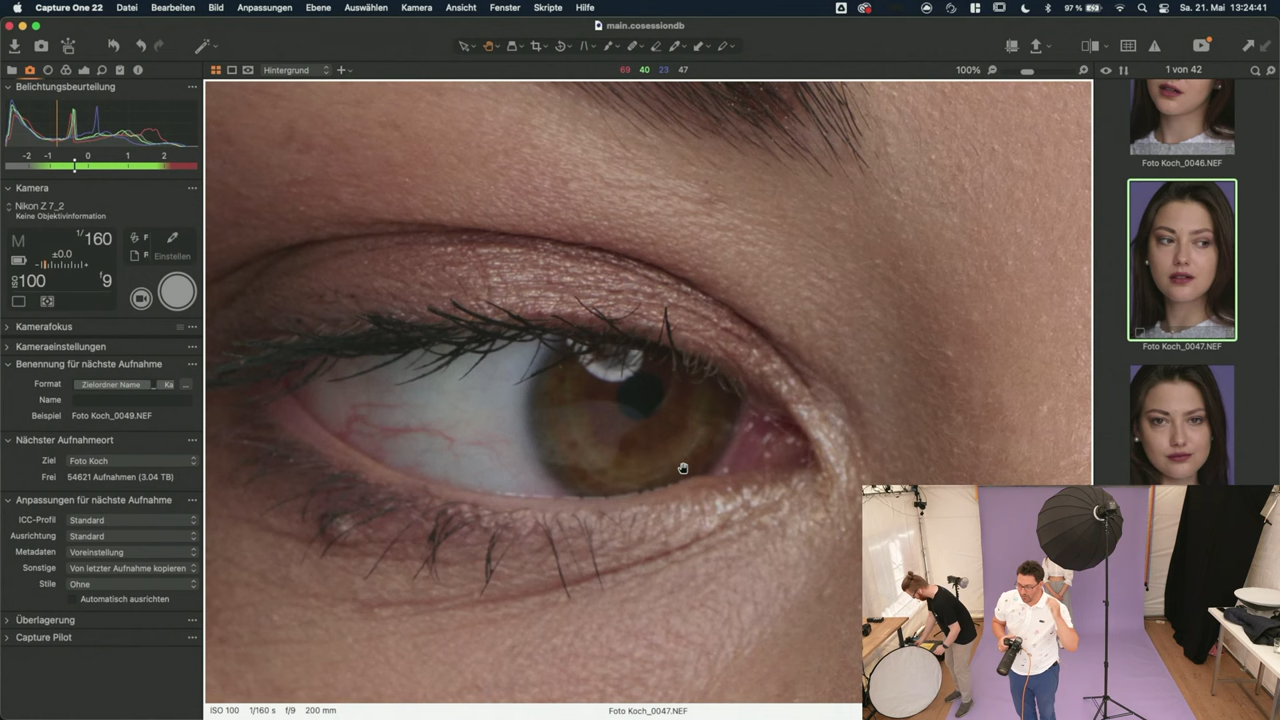 Capture One 22 Datei Bearbeiten Bild Anpassungen Ebene Auswählen Kamera Ansicht Fenster Skripte Hilfe 97 % Sa. 21. Mai 13:24:41
main.cosessiondb
Hintergrund 69 40 23 47 100% 1 von 42
Belichtungsbeurteilung
-2 -1 0 1 2
Kamera
Nikon Z 7_2
Keine Objektivinformation
M 1/160 F
±0.0 F Einstellen
ISO 100 f9
Kamerafokus
Kameraeinstellungen
Benennung für nächste Aufnahme
Format Zielordner Name _ Ka ...
Name
Beispiel Foto Koch_0049.NEF
Nächster Aufnahmeort
Ziel Foto Koch
Frei 54621 Aufnahmen (3.04 TB)
Anpassungen für nächste Aufnahme
ICC-Profil Standard
Ausrichtung Standard
Metadaten Voreinstellung
Sonstige Von letzter Aufnahme kopieren
Stile Ohne
Automatisch ausrichten
Überlagerung
Capture Pilot
Foto Koch_0046.NEF
Foto Koch_0047.NEF
ISO 100 1/160 s f/9 200 mm Foto Koch_0047.NEF